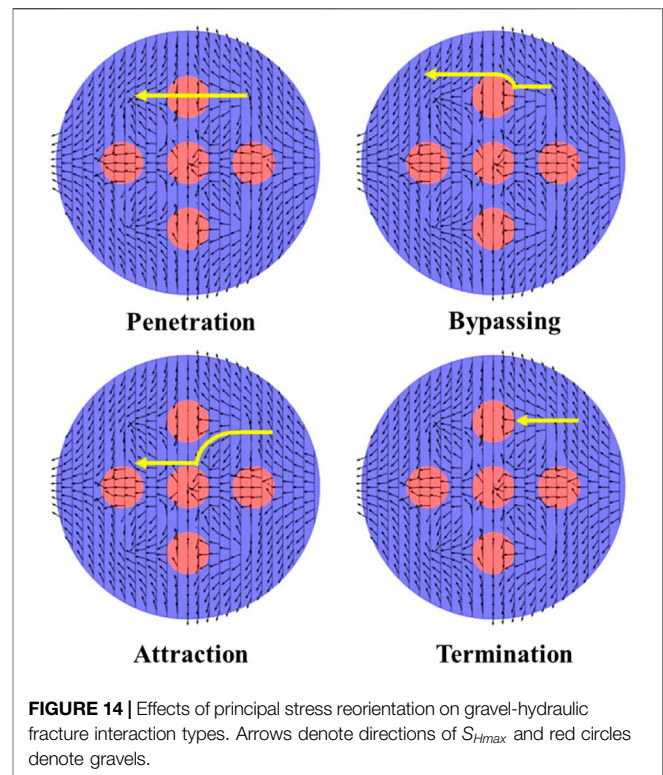 Penetration
Bypassing
Attraction
Termination
FIGURE 14 | Effects of principal stress reorientation on gravel-hydraulic
fracture interaction types. Arrows denote directions of S_Hmax and red circles
denote gravels.